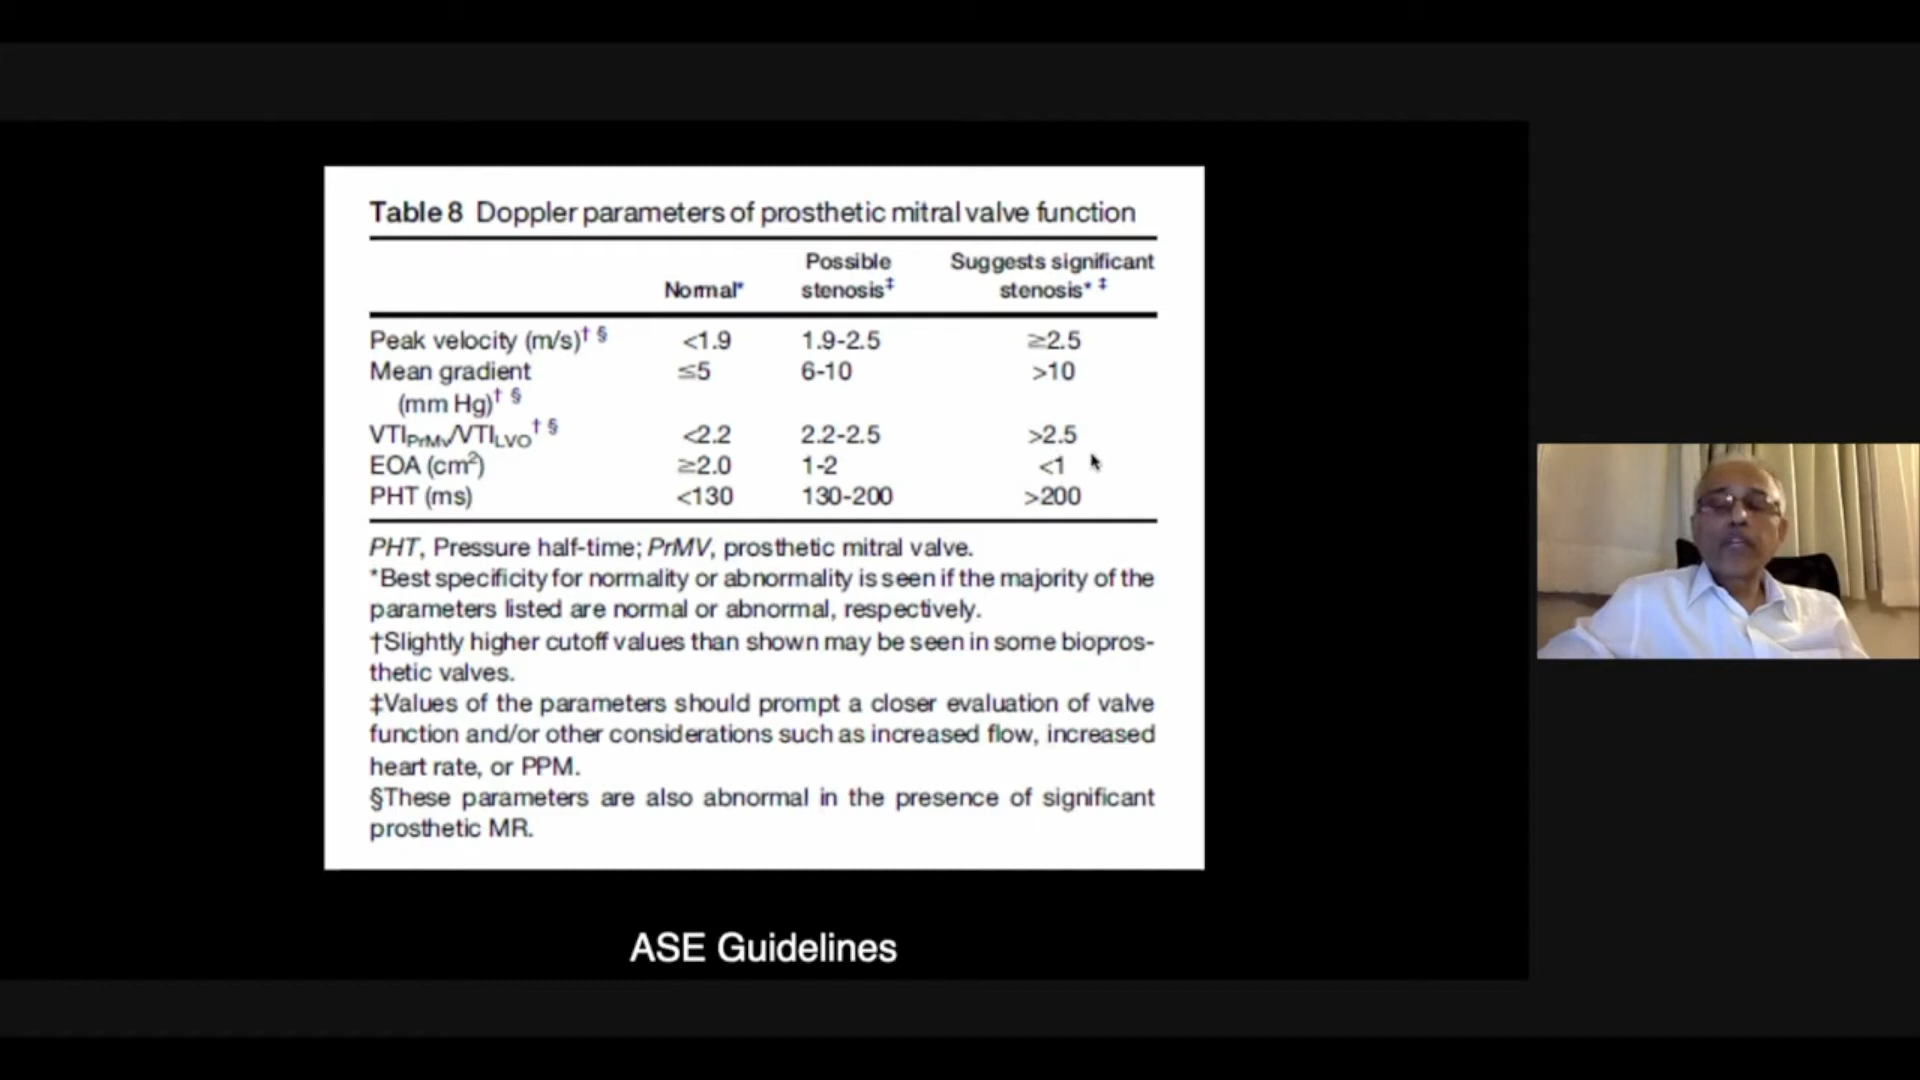 Table 8 Doppler parameters of prosthetic mitral valve function
Possible Suggests significant
Normal* stenosis‡ stenosis* ‡
Peak velocity (m/s)† § <1.9 1.9-2.5 ≥2.5
Mean gradient ≤5 6-10 >10
(mm Hg)† §
VTIPrMv/VTILVO† § <2.2 2.2-2.5 >2.5
EOA (cm²) ≥2.0 1-2 <1
PHT (ms) <130 130-200 >200
PHT, Pressure half-time; PrMV, prosthetic mitral valve.
*Best specificity for normality or abnormality is seen if the majority of the
parameters listed are normal or abnormal, respectively.
†Slightly higher cutoff values than shown may be seen in some biopros-
thetic valves.
‡Values of the parameters should prompt a closer evaluation of valve
function and/or other considerations such as increased flow, increased
heart rate, or PPM.
§These parameters are also abnormal in the presence of significant
prosthetic MR.
ASE Guidelines